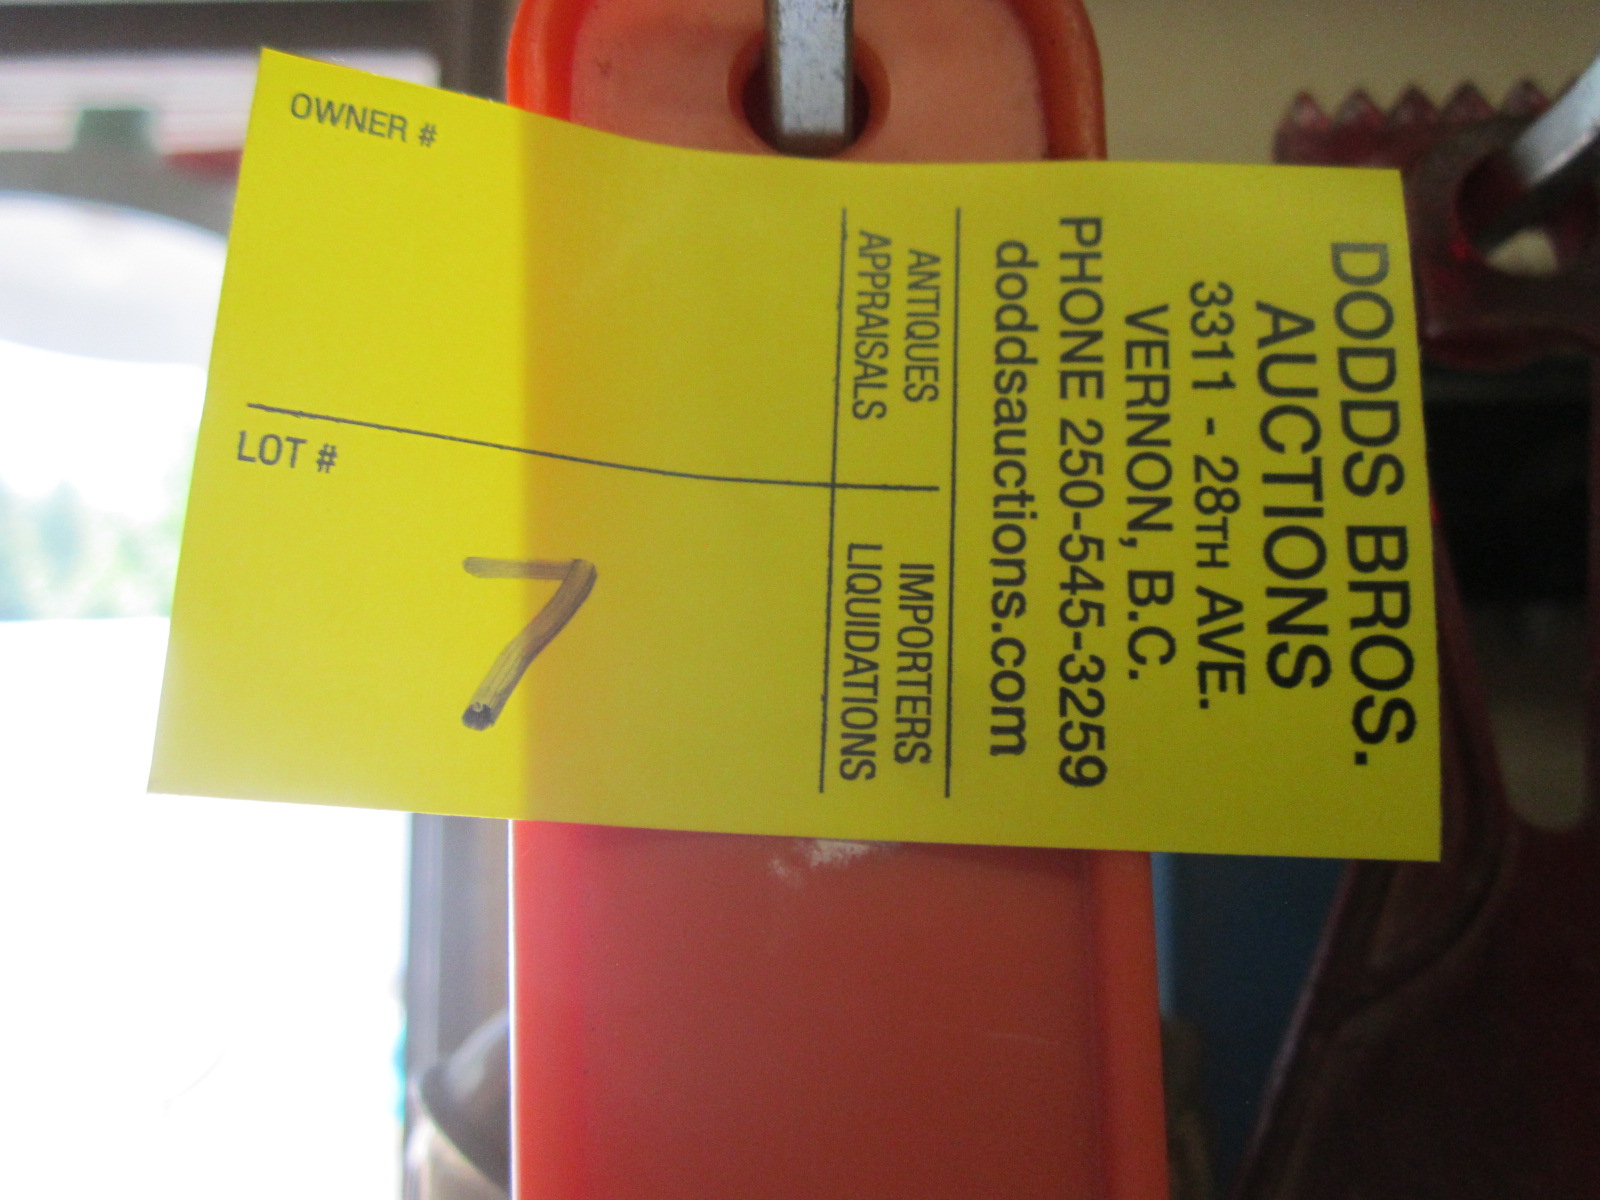 DODDS BROS.
AUCTIONS
3311 - 28TH AVE.
VERNON, B.C.
PHONE 250-545-3259
doddsauctions.com
ANTIQUES
APPRAISALS
IMPORTERS
LIQUIDATIONS
OWNER #
LOT #
7